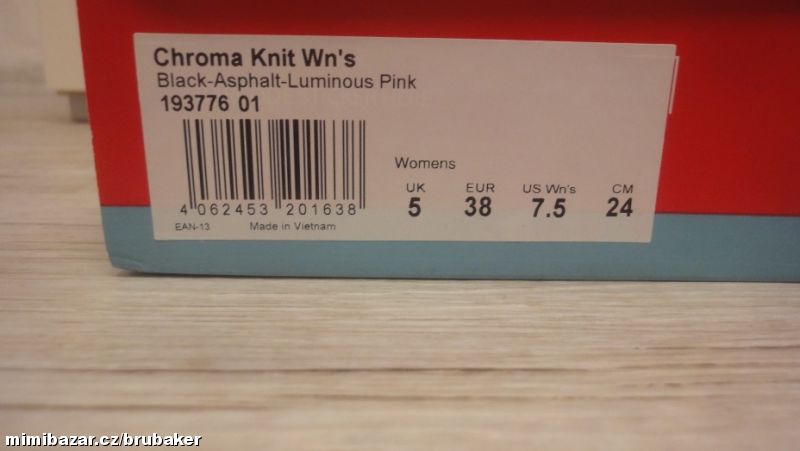 Chroma Knit Wn's
Black-Asphalt-Luminous Pink
193776 01
Womens
UK EUR US Wn's CM
5 38 7.5 24
4 062453 201638
EAN-13 Made in Vietnam
mimibazar.cz/brubaker